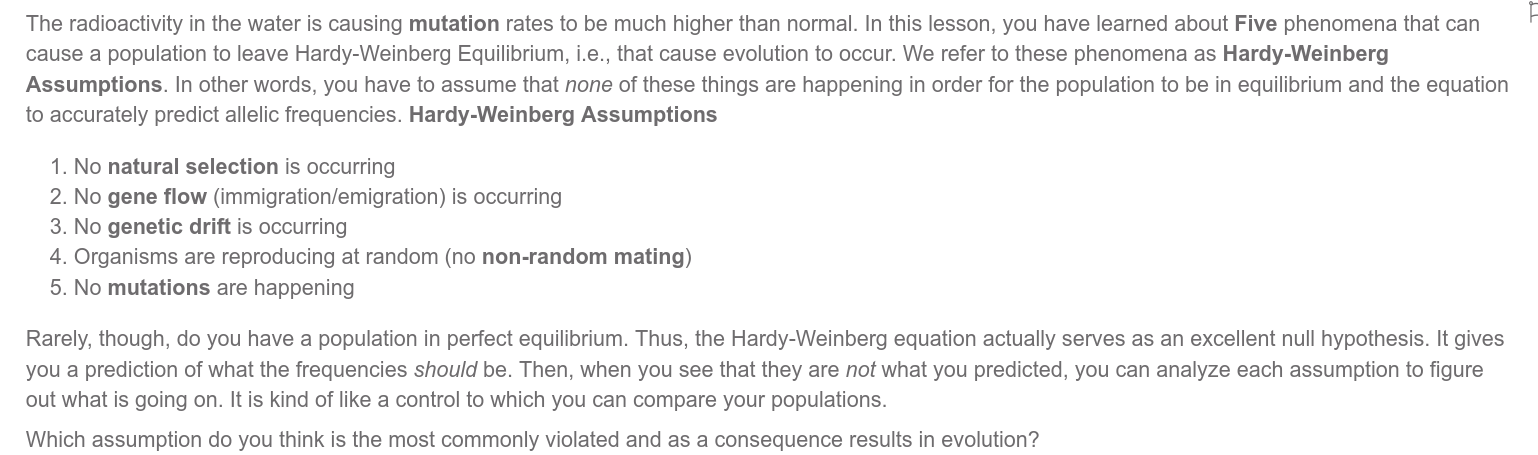 The radioactivity in the water is causing mutation rates to be much higher than normal. In this lesson, you have learned about Five phenomena that can
cause a population to leave Hardy-Weinberg Equilibrium, i.e., that cause evolution to occur. We refer to these phenomena as Hardy-Weinberg
Assumptions. In other words, you have to assume that none of these things are happening in order for the population to be in equilibrium and the equation
to accurately predict allelic frequencies. Hardy-Weinberg Assumptions
1. No natural selection is occurring
2. No gene flow (immigration/emigration) is occurring
3. No genetic drift is occurring
4. Organisms are reproducing at random (no non-random mating)
5. No mutations are happening
Rarely, though, do you have a population in perfect equilibrium. Thus, the Hardy-Weinberg equation actually serves as an excellent null hypothesis. It gives
you a prediction of what the frequencies should be. Then, when you see that they are not what you predicted, you can analyze each assumption to figure
out what is going on. It is kind of like a control to which you can compare your populations.
Which assumption do you think is the most commonly violated and as a consequence results in evolution?